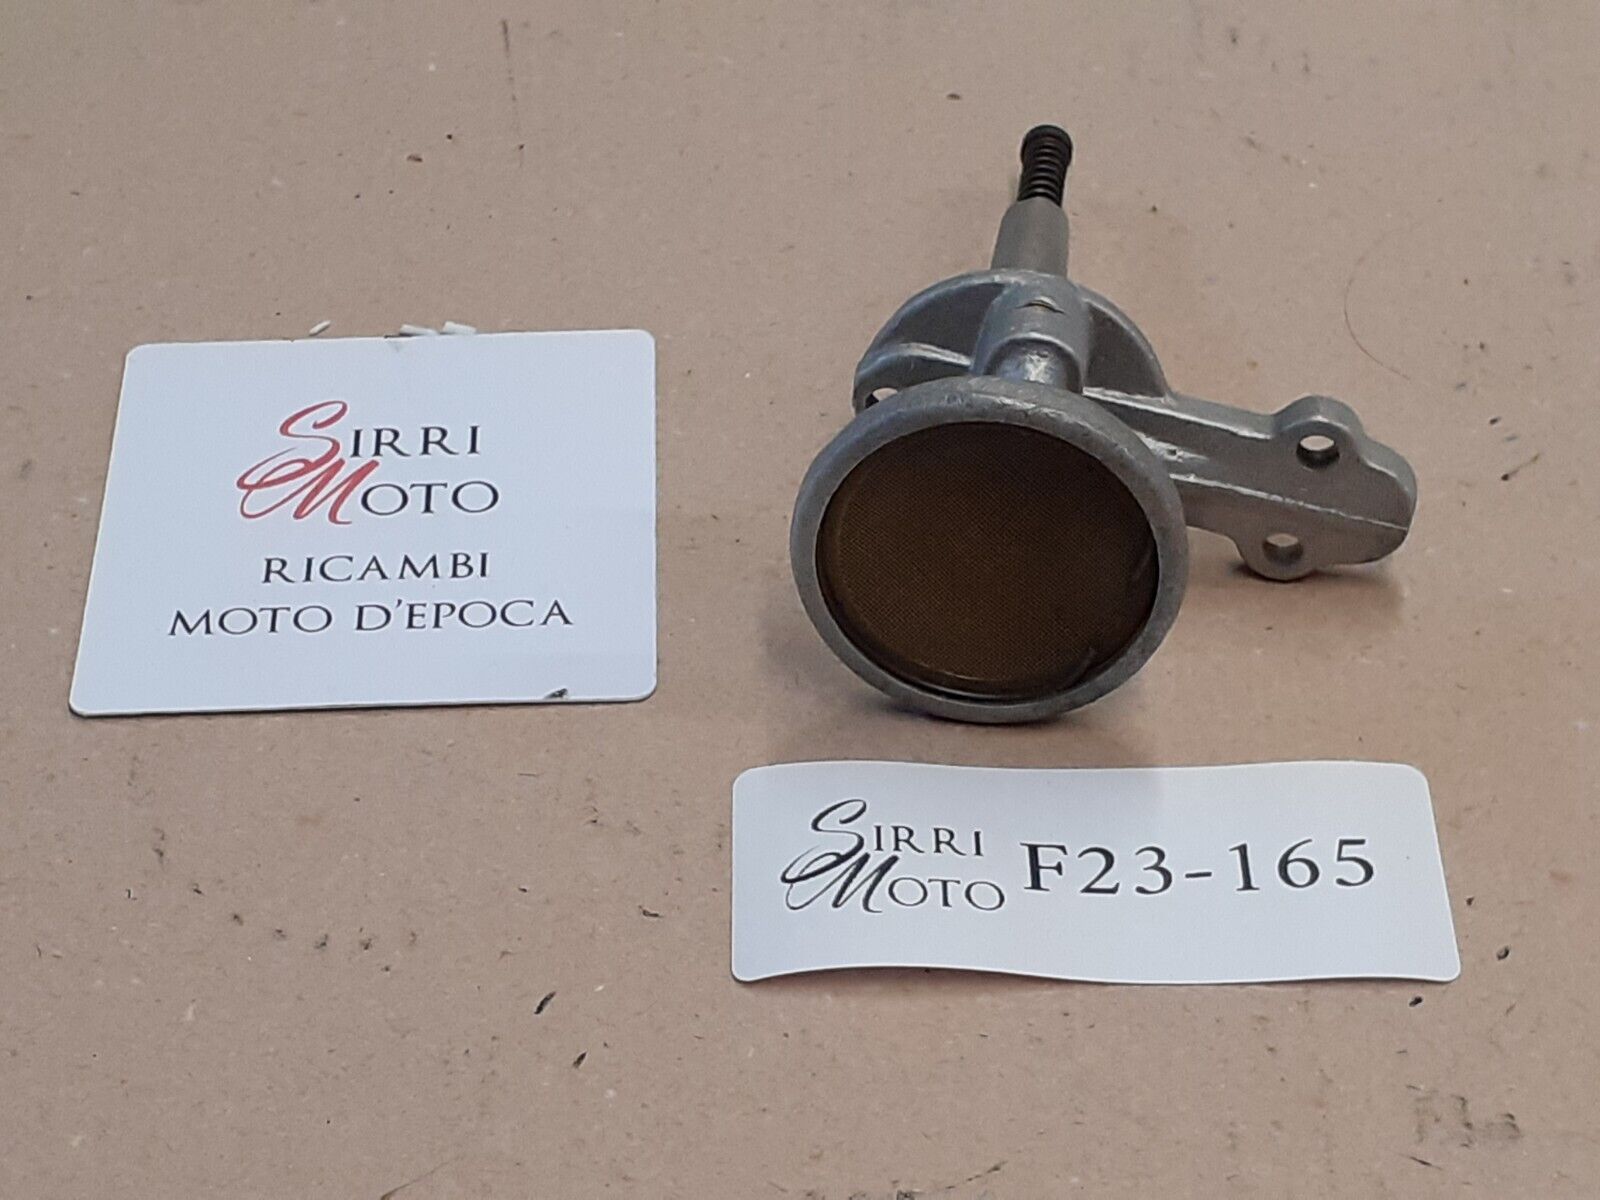 SIRRI
MOTO
RICAMBI
MOTO D'EPOCA
SIRRI
MOTO
F23-165